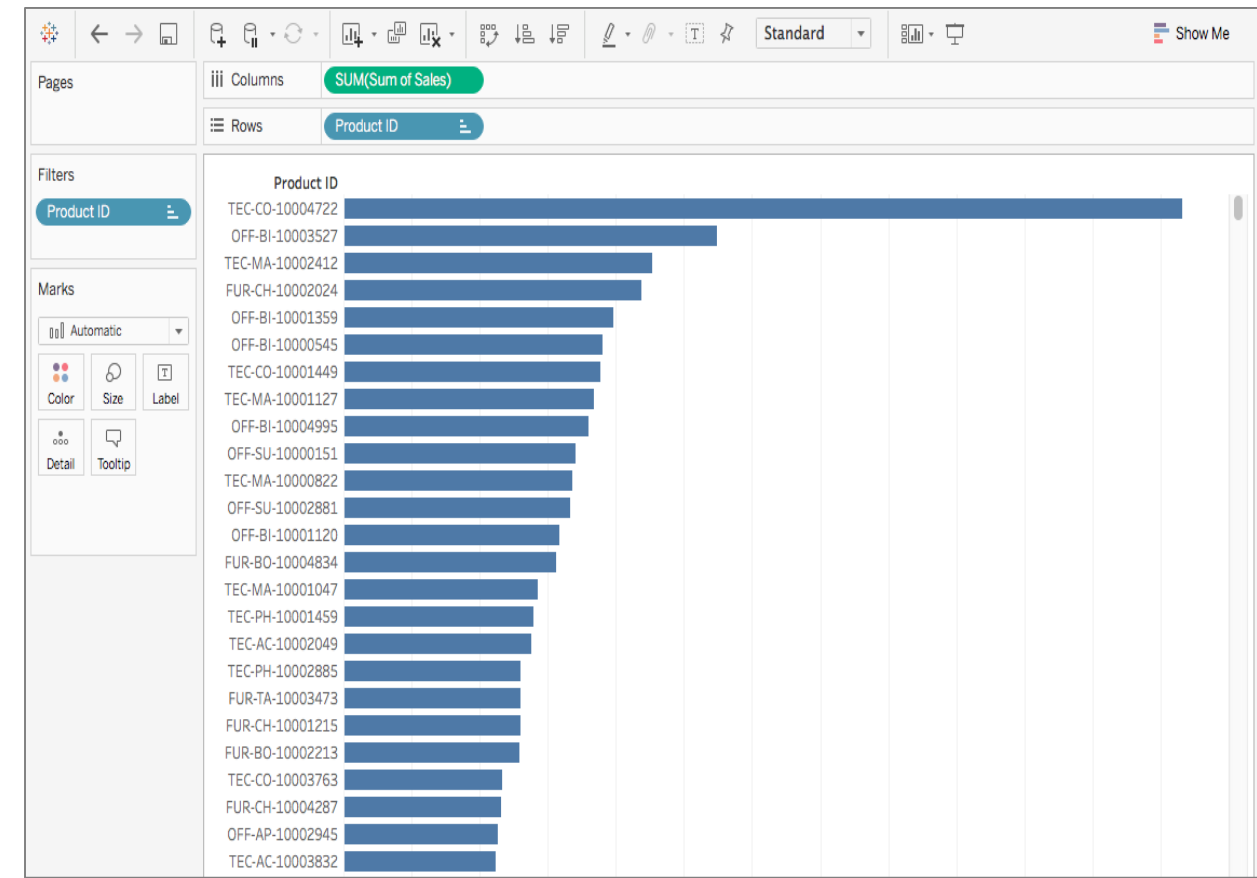 Standard
Show Me
Pages
Columns
SUM(Sum of Sales)
Rows
Product ID
Filters
Product ID
Marks
Automatic
Color
Size
T
Label
Detail
Tooltip
Product ID
TEC-CO-10004722
OFF-BI-10003527
TEC-MA-10002412
FUR-CH-10002024
OFF-BI-10001359
OFF-BI-10000545
TEC-CO-10001449
TEC-MA-10001127
OFF-BI-10004995
OFF-SU-10000151
TEC-MA-10000822
OFF-SU-10002881
OFF-BI-10001120
FUR-BO-10004834
TEC-MA-10001047
TEC-PH-10001459
TEC-AC-10002049
TEC-PH-10002885
FUR-TA-10003473
FUR-CH-10001215
FUR-BO-10002213
TEC-CO-10003763
FUR-CH-10004287
OFF-AP-10002945
TEC-AC-10003832